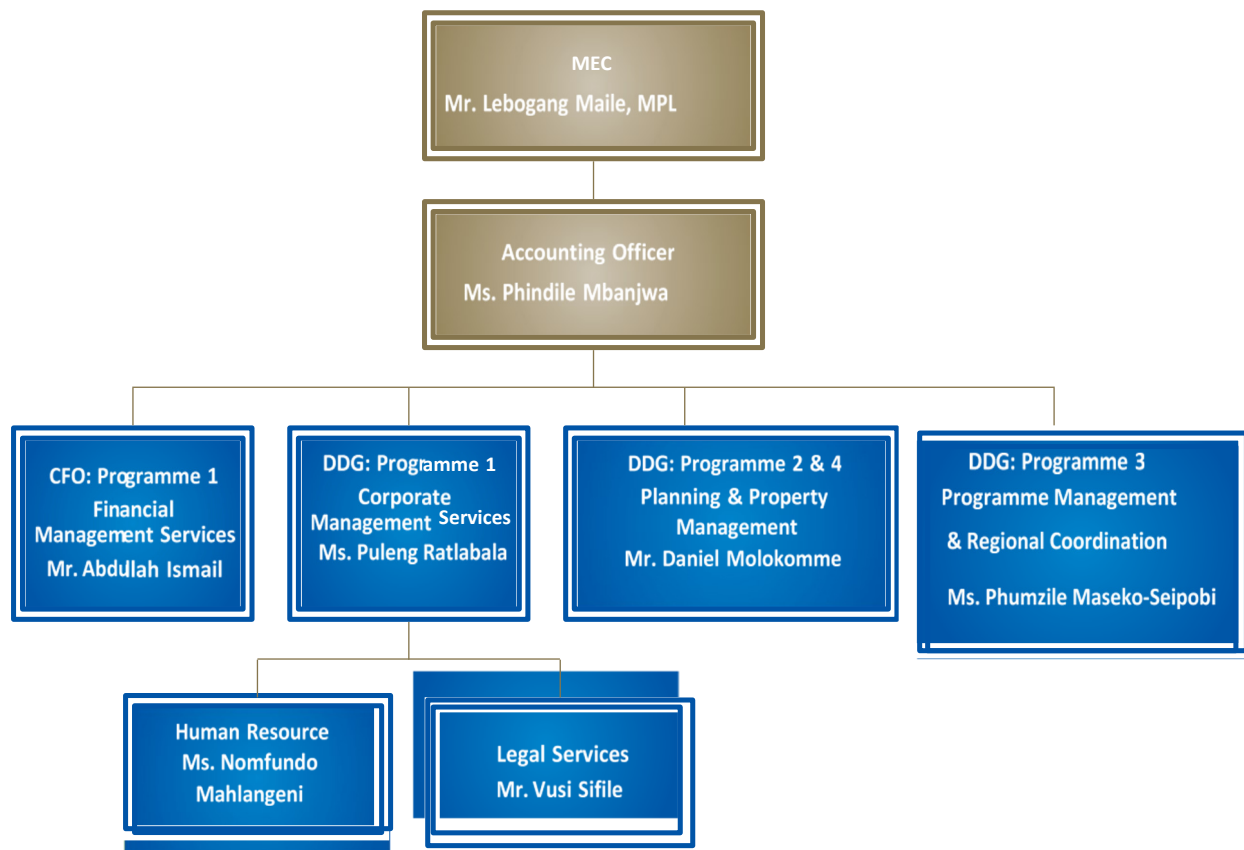 MEC
Mr. Lebogang Maile, MPL
Accounting Officer
Ms. Phindile Mbanjwa
CFO: Programme 1
Financial
Management Services
Mr. Abdullah Ismail
DDG: Programme 1
Corporate
Management Services
Ms. Puleng Ratlabala
DDG: Programme 2 & 4
Planning & Property
Management
Mr. Daniel Molokomme
DDG: Programme 3
Programme Management
& Regional Coordination
Ms. Phumzile Maseko-Seipobi
Human Resource
Ms. Nomfundo
Mahlangeni
Legal Services
Mr. Vusi Sifile